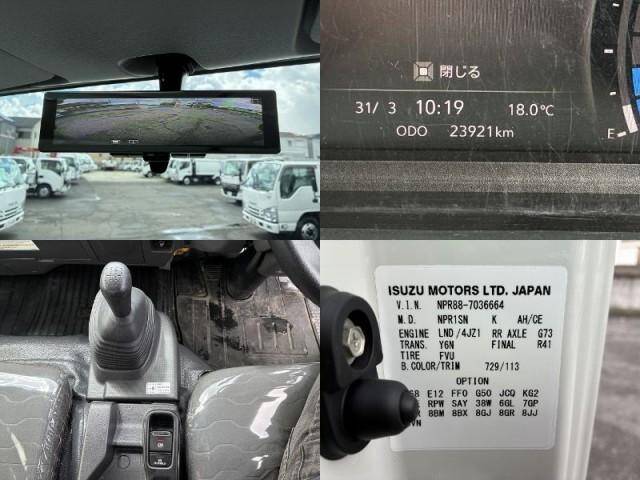 閉じる
31/ 3 10:19 18.0℃
ODO 23921km
E
ISUZU MOTORS LTD. JAPAN
V.I.N. NPR88-7036664
M.D. NPR1SN K AH/CE
ENGINE LND /4JZ1 RR AXLE G73
TRANS. Y6N FINAL R41
TIRE FVU
B.COLOR/TRIM 729/113
OPTION
E12 FFO G50 JCQ KG2
RPW SAY 38W 6GL 7GP
8BM 8BX 8GJ 8GR 8JJ